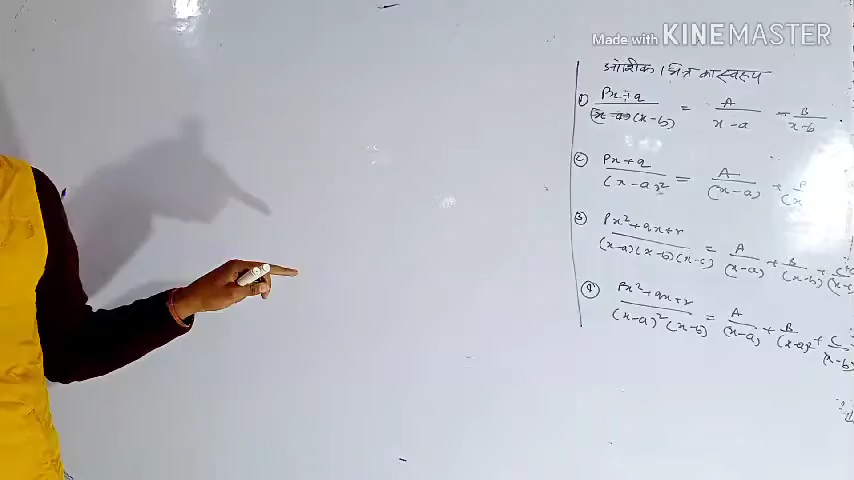 Made with KINEMASTER
आंशिक भिन्न का स्वरूप
① Px+q / (x-a)(x-b) = A / x-a + B / x-b
② Px+q / (x-a)² = A / (x-a) +
③ Px²+qx+r / (x-a)(x-b)(x-c) = A / (x-a) + B / (x-b) + C / (x-c
④ Px²+qx+r / (x-a)²(x-b) = A / (x-a) + B / (x-a)² + C / (x-b)